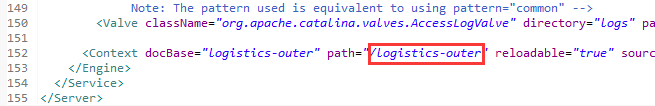 149 Note: The pattern used is equivalent to using pattern="common" -->
150 <Valve className="org.apache.catalina.valves.AccessLogValve" directory="logs" pa
151
152 <Context docBase="logistics-outer" path="/logistics-outer" reloadable="true" sourc
153 </Engine>
154 </Service>
155 </Server>